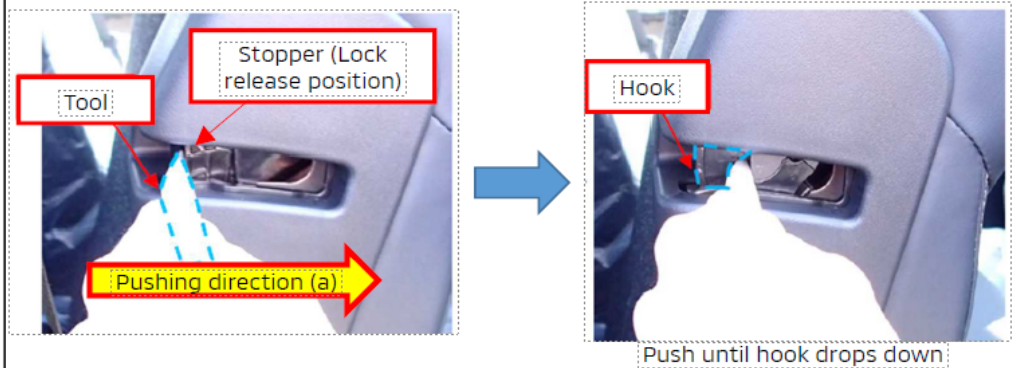 Stopper (Lock
release position)
Tool
Pushing direction (a)
Hook
Push until hook drops down